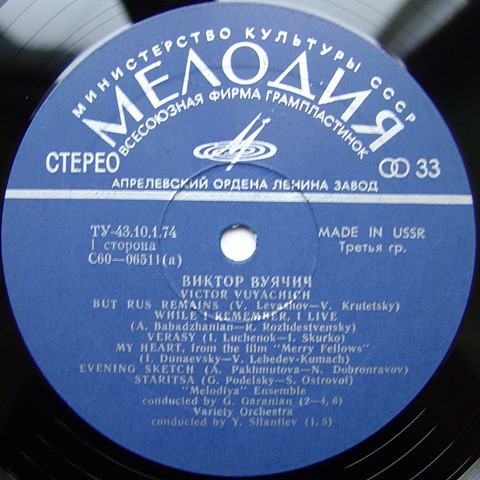 МИНИСТЕРСТВО КУЛЬТУРЫ СССР
МЕЛОДИЯ
ВСЕСОЮЗНАЯ ФИРМА ГРАМПЛАСТИНОК
СТЕРЕО
33
АПРЕЛЕВСКИЙ ОРДЕНА ЛЕНИНА ЗАВОД
ТУ-43.10.1.74
1 сторона
С60—06511(а)
MADE IN USSR
Третья гр.
ВИКТОР ВУЯЧИЧ
VICTOR VUYACHICH
BUT RUS REMAINS (V. Levashov—V. Krutetsky)
WHILE I REMEMBER, I LIVE
(A. Babadzhanian—R. Rozhdestvensky)
VERASY (I. Luchenok—I. Skurko)
MY HEART, from the film "Merry Fellows"
(I. Dunaevsky—V. Lebedev-Kumach)
EVENING SKETCH (A. Pakhmutova—N. Dobronravov)
STARITSA (G. Podelsky—S. Ostrovoi)
"Melodiya" Ensemble
conducted by G. Garanian (2—4, 6)
Variety Orchestra
conducted by Y. Silantiev (1, 5)